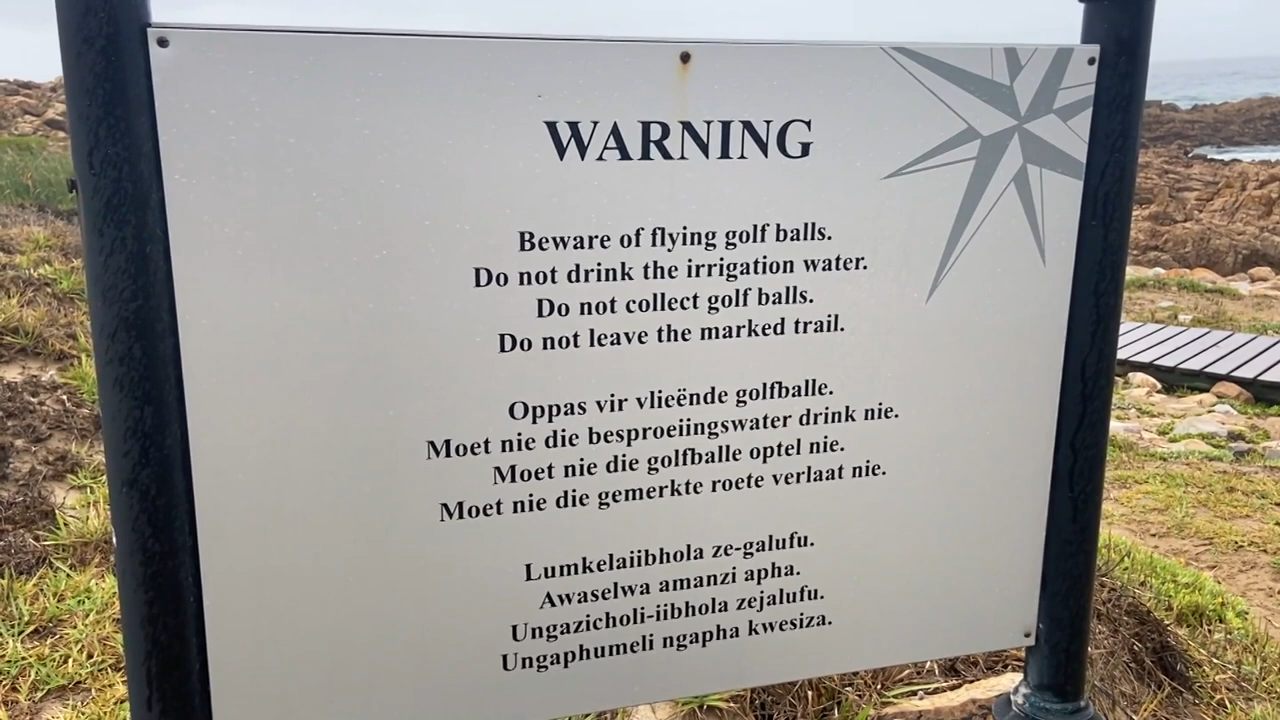 WARNING
Beware of flying golf balls.
Do not drink the irrigation water.
Do not collect golf balls.
Do not leave the marked trail.
Oppas vir vlieënde golfballe.
Moet nie die besproeiingswater drink nie.
Moet nie die golfballe optel nie.
Moet nie die gemerkte roete verlaat nie.
Lumkelaiibhola ze-galufu.
Awaselwa amanzi apha.
Ungazicholi-iibhola zejalufu.
Ungaphumeli ngapha kwesiza.